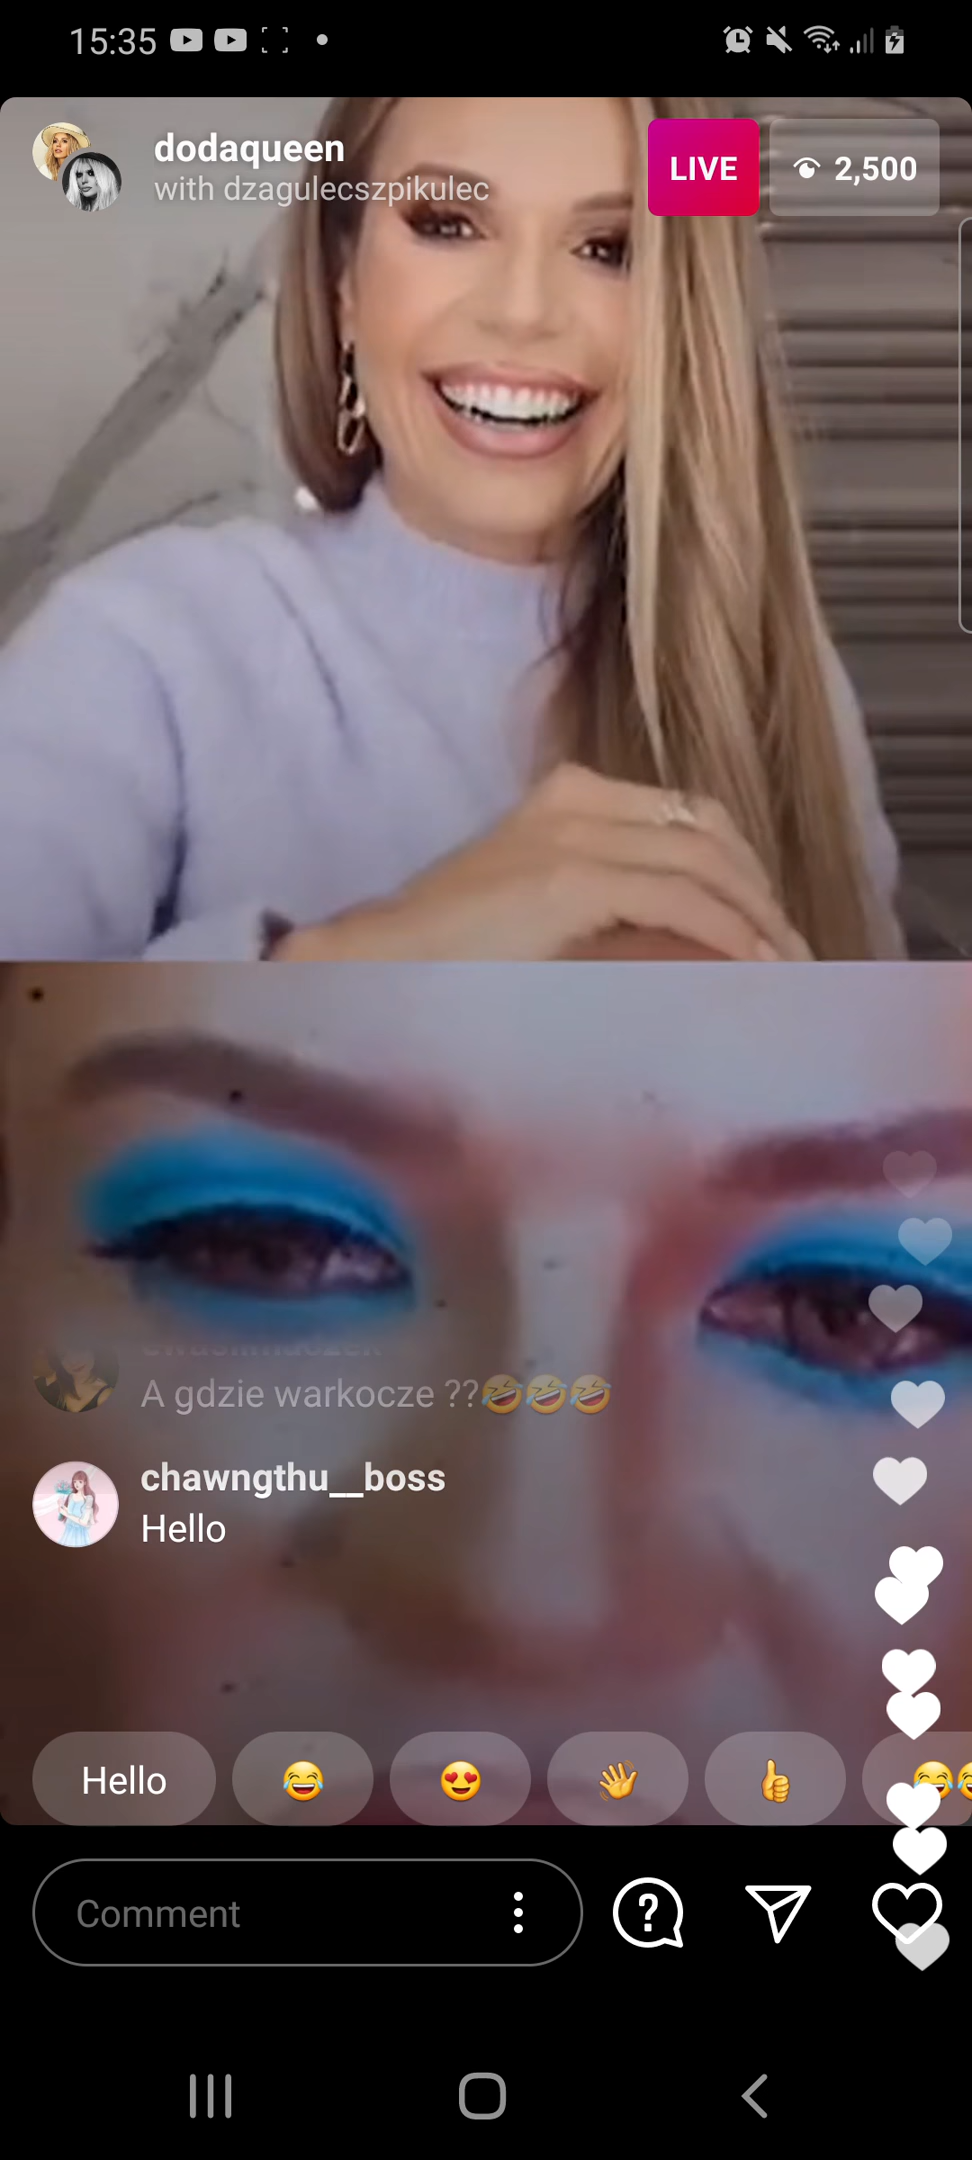 15:35
dodaqueen
with dzagulecszpikulec
LIVE
2,500
A gdzie warkocze ??🤣🤣🤣
chawngthu__boss
Hello
Hello 😂 😍 👋 👍 😂
Comment